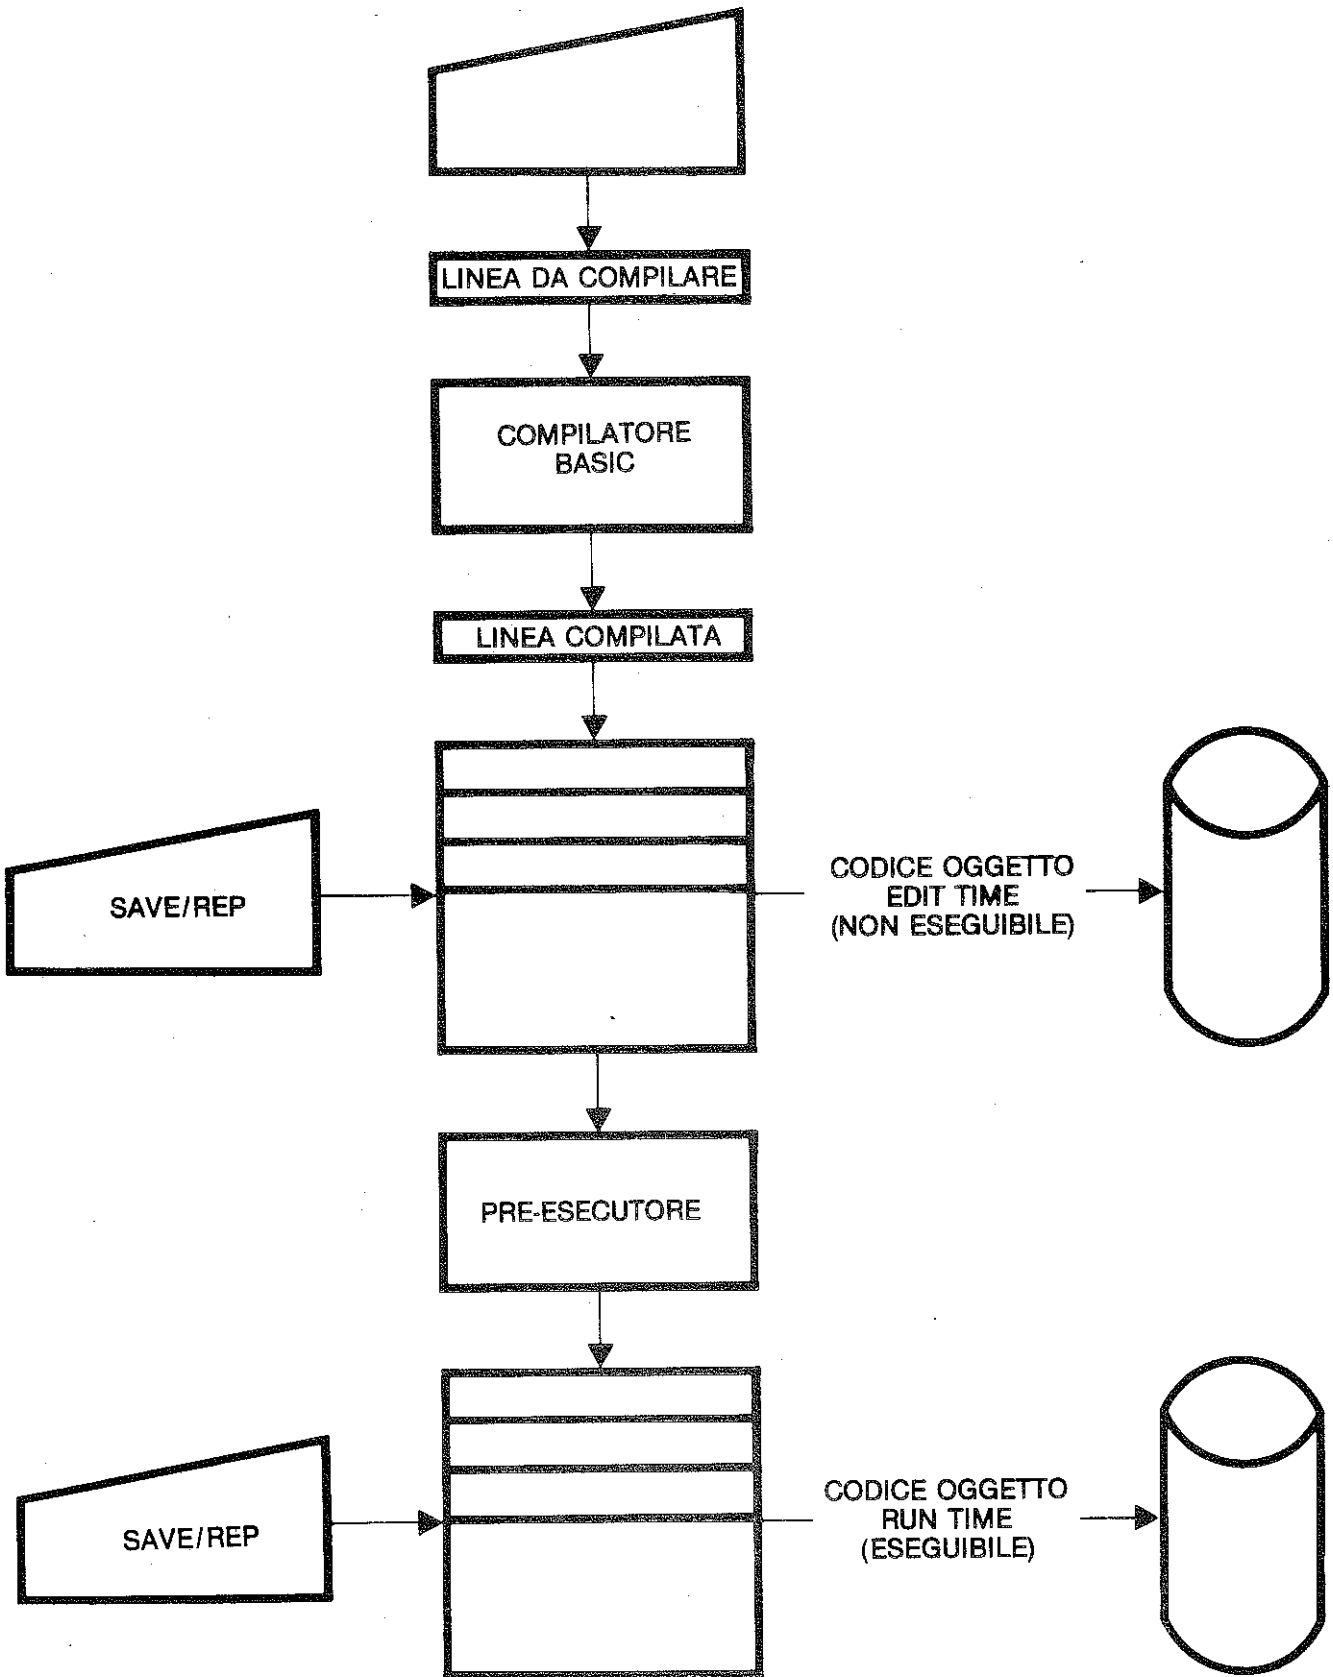 LINEA DA COMPILARE
COMPILATORE
BASIC
LINEA COMPILATA
SAVE/REP
CODICE OGGETTO
EDIT TIME
(NON ESEGUIBILE)
PRE-ESECUTORE
SAVE/REP
CODICE OGGETTO
RUN TIME
(ESEGUIBILE)